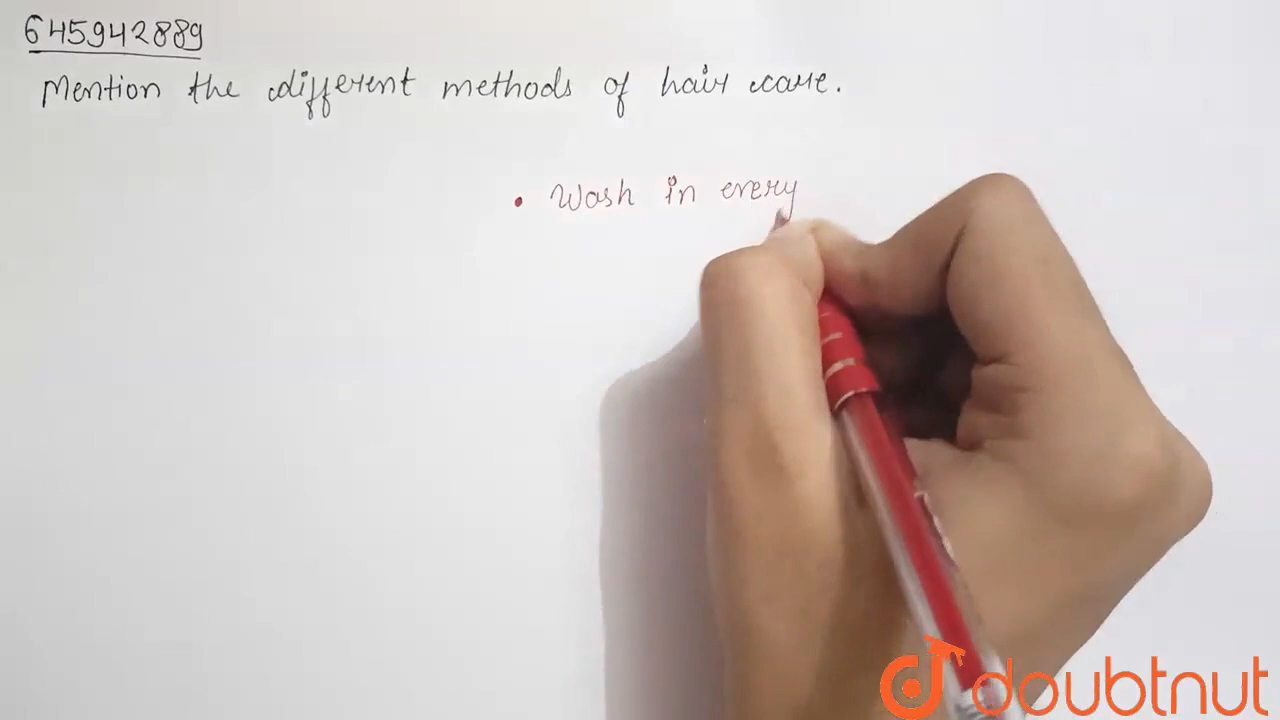 645942889
Mention the different methods of hair care.
• Wash in every
doubtnut